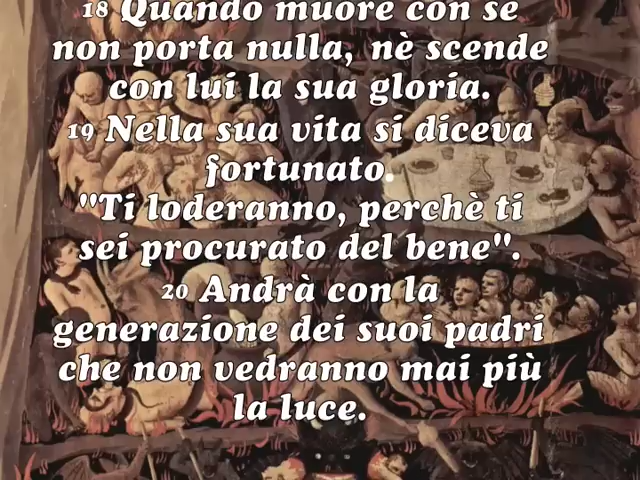 18 Quando muore con sè
non porta nulla, nè scende
con lui la sua gloria.
19 Nella sua vita si diceva
fortunato.
"Ti loderanno, perchè ti
sei procurato del bene".
20 Andrà con la
generazione dei suoi padri
che non vedranno mai più
la luce.